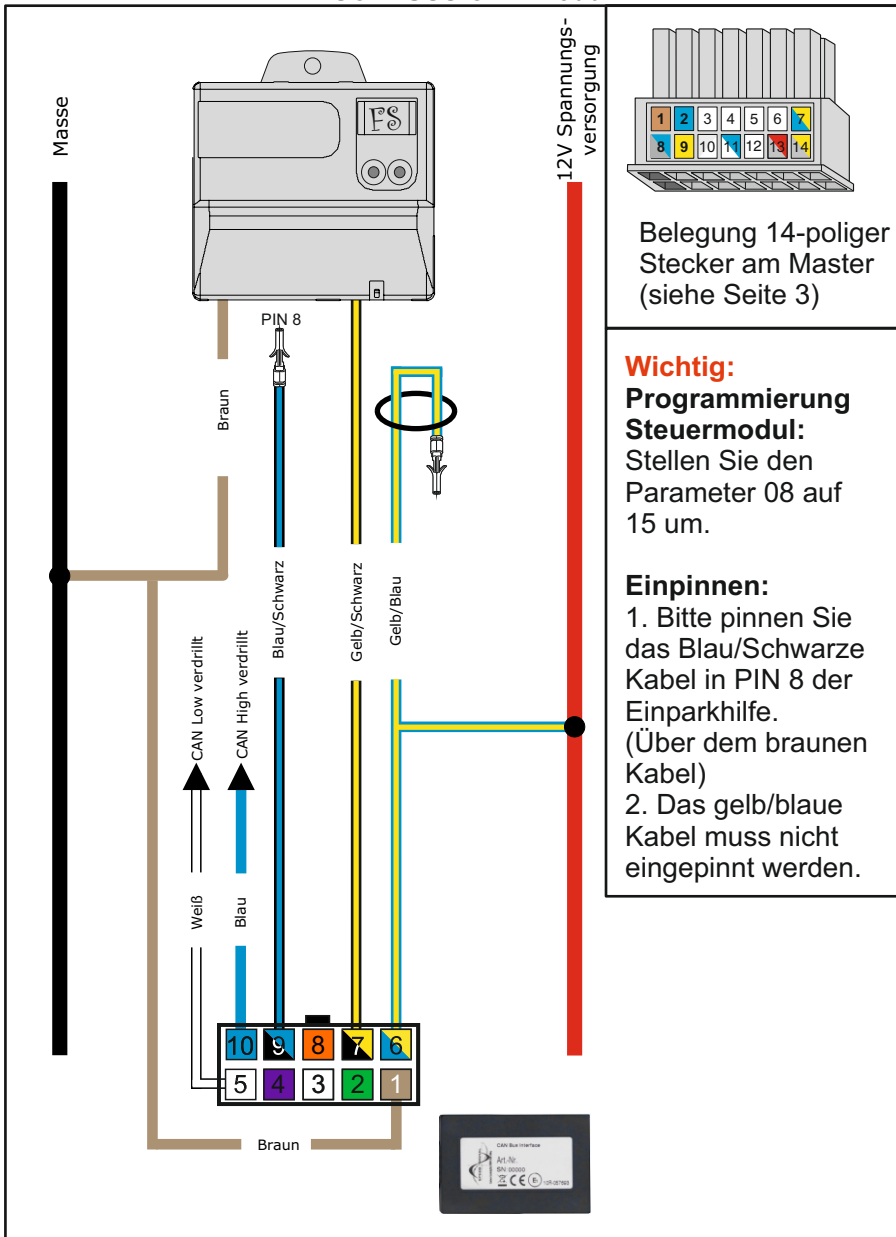 Masse
FS
12V Spannungs-
versorgung
PIN 8
Braun
Blau/Schwarz
Gelb/Schwarz
Gelb/Blau
CAN Low verdrillt
CAN High verdrillt
Weiß
Blau
10 9 8 7 6
5 4 3 2 1
Braun
CAN Bus Interface
Art.-Nr.
SN:00000
CE
1 2 3 4 5 6 7
8 9 10 11 12 13 14
Belegung 14-poliger
Stecker am Master
(siehe Seite 3)
Wichtig:
Programmierung
Steuermodul:
Stellen Sie den
Parameter 08 auf
15 um.
Einpinnen:
1. Bitte pinnen Sie
das Blau/Schwarze
Kabel in PIN 8 der
Einparkhilfe.
(Über dem braunen
Kabel)
2. Das gelb/blaue
Kabel muss nicht
eingepinnt werden.